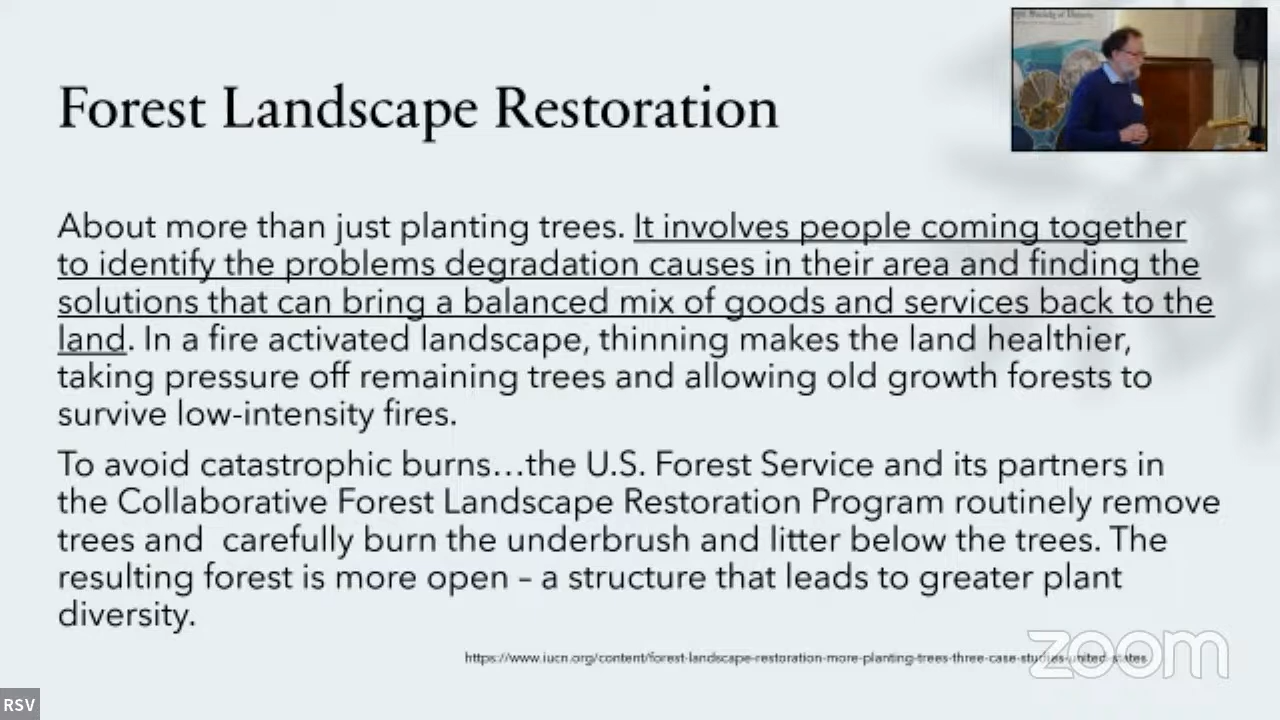 Forest Landscape Restoration
About more than just planting trees. It involves people coming together
to identify the problems degradation causes in their area and finding the
solutions that can bring a balanced mix of goods and services back to the
land. In a fire activated landscape, thinning makes the land healthier,
taking pressure off remaining trees and allowing old growth forests to
survive low-intensity fires.
To avoid catastrophic burns…the U.S. Forest Service and its partners in
the Collaborative Forest Landscape Restoration Program routinely remove
trees and  carefully burn the underbrush and litter below the trees. The
resulting forest is more open – a structure that leads to greater plant
diversity.
https://www.iucn.org/content/forest-landscape-restoration-more-planting-trees-three-case-studies-united-states
zoom
RSV